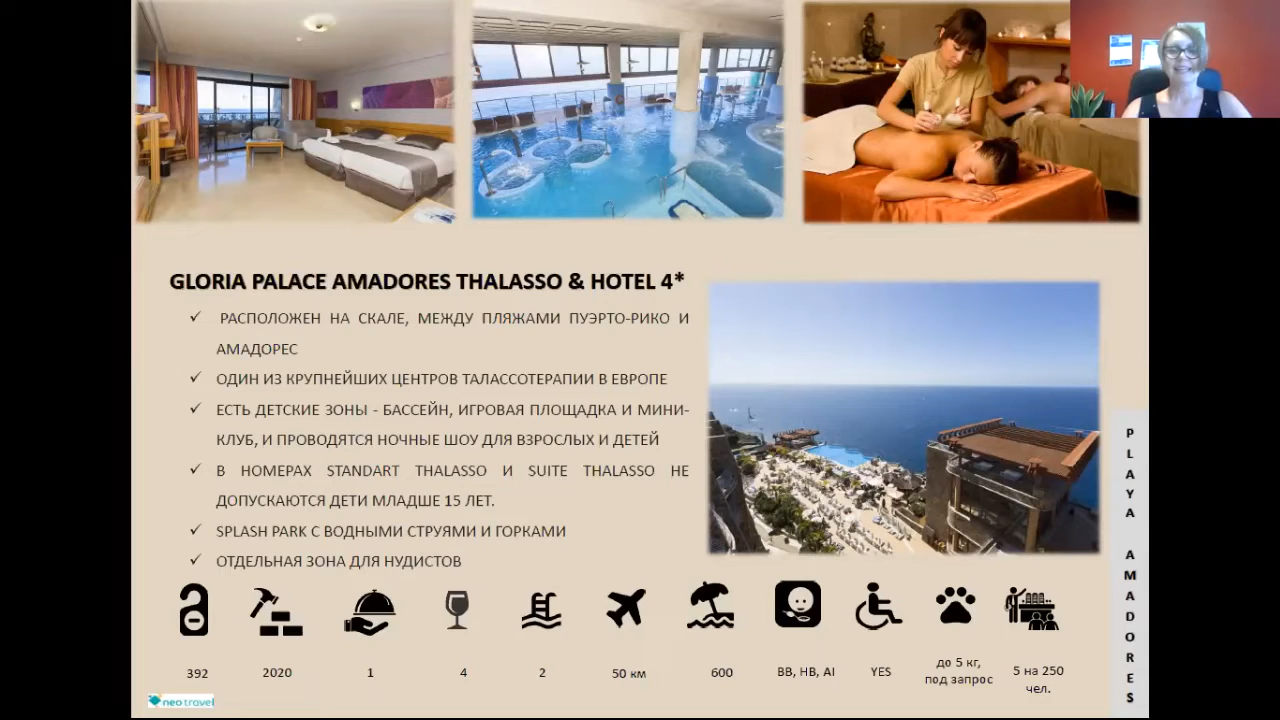 GLORIA PALACE AMADORES THALASSO & HOTEL 4*
РАСПОЛОЖЕН НА СКАЛЕ, МЕЖДУ ПЛЯЖАМИ ПУЭРТО-РИКО И
АМАДОРЕС
ОДИН ИЗ КРУПНЕЙШИХ ЦЕНТРОВ ТАЛАССОТЕРАПИИ В ЕВРОПЕ
ЕСТЬ ДЕТСКИЕ ЗОНЫ - БАССЕЙН, ИГРОВАЯ ПЛОЩАДКА И МИНИ-
КЛУБ, И ПРОВОДЯТСЯ НОЧНЫЕ ШОУ ДЛЯ ВЗРОСЛЫХ И ДЕТЕЙ
В НОМЕРАХ STANDART THALASSO И SUITE THALASSO НЕ
ДОПУСКАЮТСЯ ДЕТИ МЛАДШЕ 15 ЛЕТ.
SPLASH PARK С ВОДНЫМИ СТРУЯМИ И ГОРКАМИ
ОТДЕЛЬНАЯ ЗОНА ДЛЯ НУДИСТОВ
392 2020 1 4 2 50 км 600 BB, HB, AI YES до 5 кг, 5 на 250
под запрос чел.
PLAYA AMADORES
neo travel